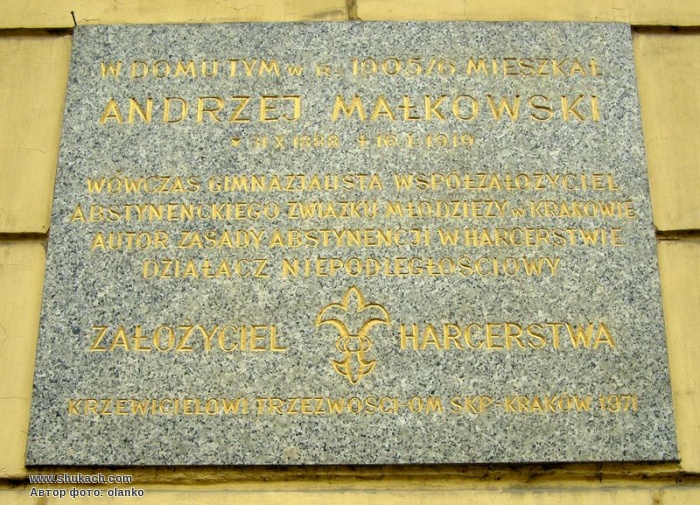 W DOMU TYM W R. 1905/6 MIESZKAŁ
ANDRZEJ MAŁKOWSKI
* 31 X 1888 + 16 I 1919
WÓWCZAS GIMNAZJALISTA WSPÓŁZAŁOŻYCIEL
ABSTYNENCKIEGO ZWIĄZKU MŁODZIEŻY W KRAKOWIE
AUTOR ZASADY ABSTYNENCJI W HARCERSTWIE
DZIAŁACZ NIEPODLEGŁOŚCIOWY
ZAŁOŻYCIEL HARCERSTWA
KRZEWICIELOWI TRZEŹWOŚCI-OM SKP-KRAKÓW 1971
www.shukach.com
Автор фото: olanko